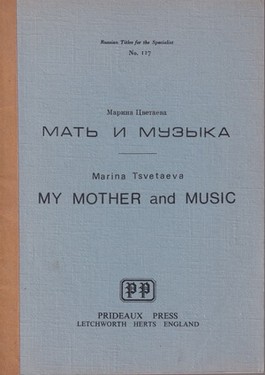 Russian Titles for the Specialist
No. 117
Марина Цветаева
МАТЬ И МУЗЫКА
Marina Tsvetaeva
MY MOTHER and MUSIC
PP
PRIDEAUX PRESS
LETCHWORTH HERTS ENGLAND